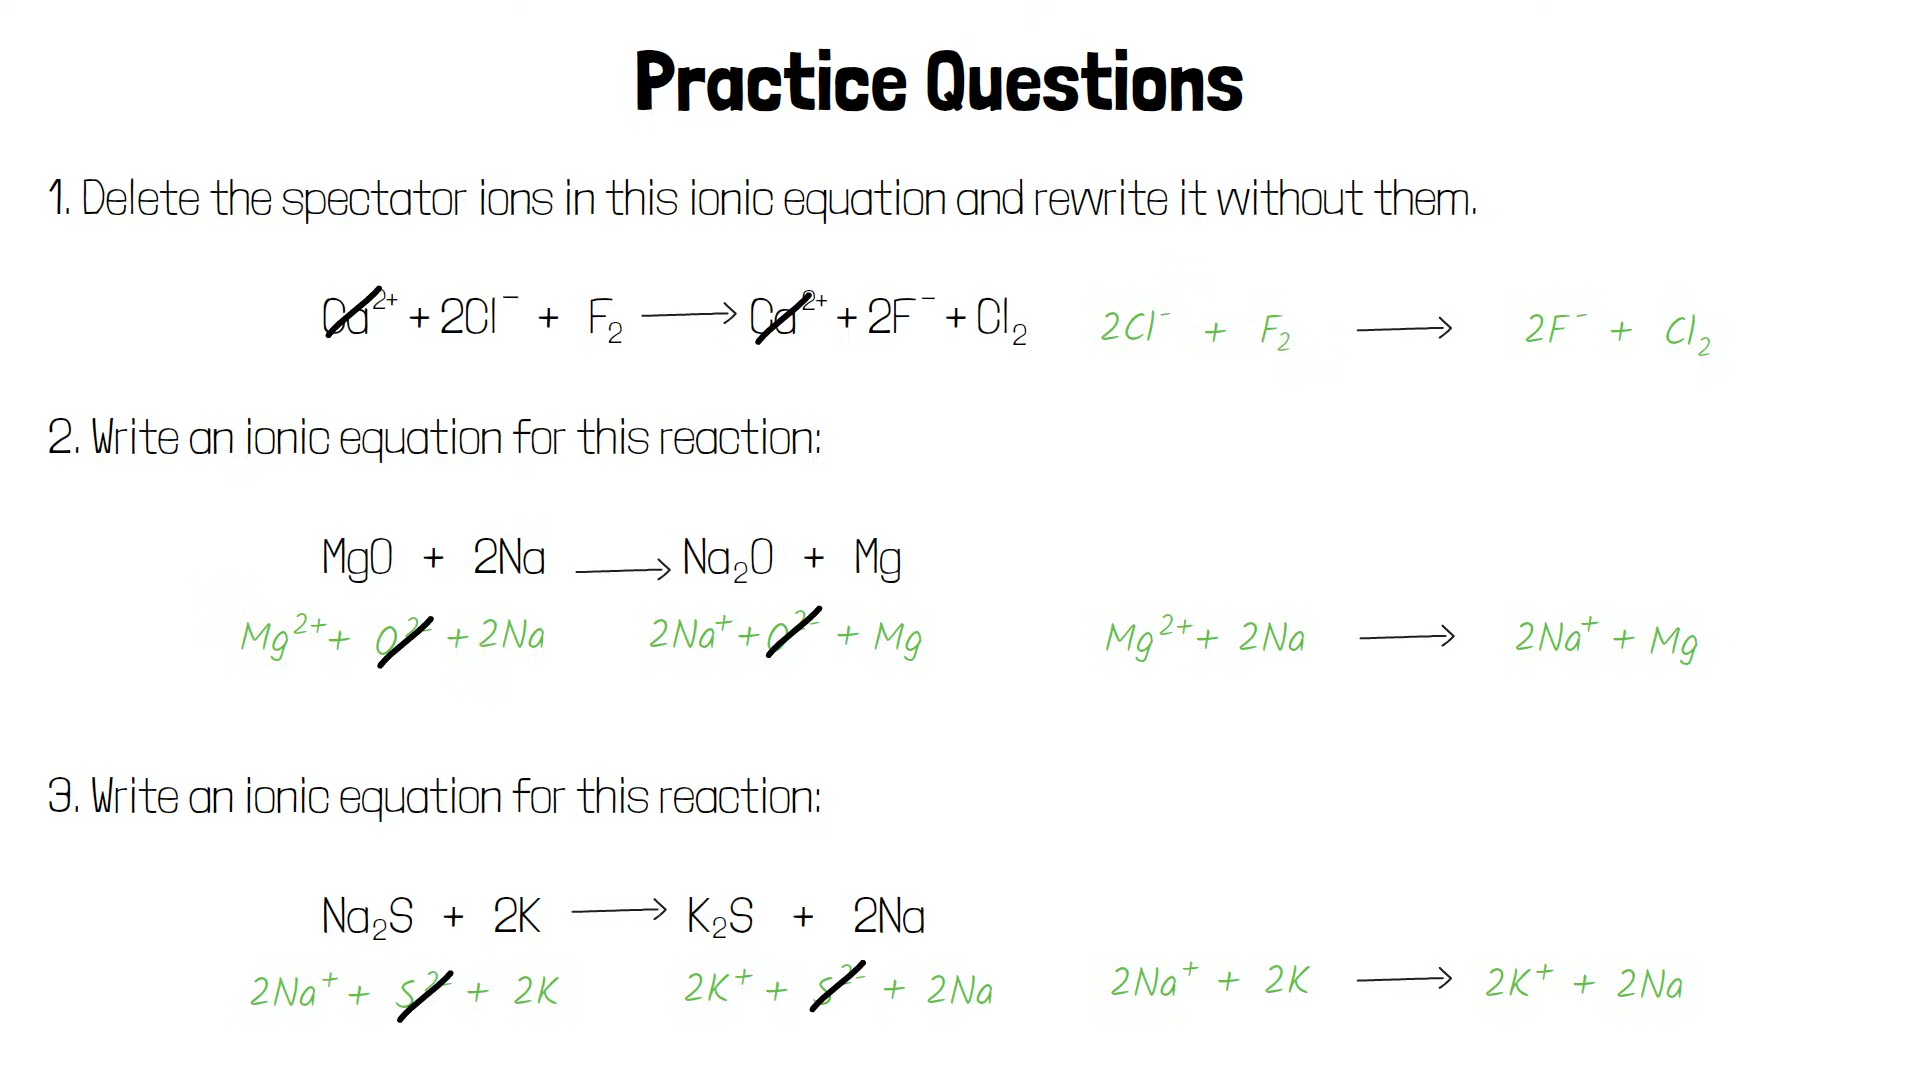 Practice Questions
1. Delete the spectator ions in this ionic equation and rewrite it without them.
Ca²⁺ + 2Cl⁻ + F₂ ⟶ Ca²⁺ + 2F⁻ + Cl₂ 2Cl⁻ + F₂ ⟶ 2F⁻ + Cl₂
2. Write an ionic equation for this reaction:
MgO + 2Na ⟶ Na₂O + Mg
Mg²⁺ + O²⁻ + 2Na 2Na⁺ + O²⁻ + Mg Mg²⁺ + 2Na ⟶ 2Na⁺ + Mg
3. Write an ionic equation for this reaction:
Na₂S + 2K ⟶ K₂S + 2Na
2Na⁺ + S²⁻ + 2K 2K⁺ + S²⁻ + 2Na 2Na⁺ + 2K ⟶ 2K⁺ + 2Na